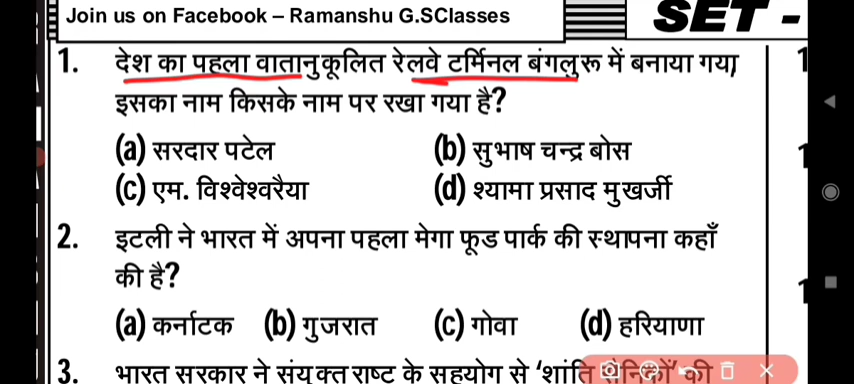 Join us on Facebook – Ramanshu G.SClasses
SET -
1. देश का पहला वातानुकूलित रेलवे टर्मिनल बंगलुरू में बनाया गया,
इसका नाम किसके नाम पर रखा गया है?
(a) सरदार पटेल (b) सुभाष चन्द्र बोस
(c) एम. विश्वेश्वरैया (d) श्यामा प्रसाद मुखर्जी
2. इटली ने भारत में अपना पहला मेगा फूड पार्क की स्थापना कहाँ
की है?
(a) कर्नाटक (b) गुजरात (c) गोवा (d) हरियाणा
3. भारत सरकार ने संयुक्त राष्ट के सहयोग से ‘शांति सैनिकों’ की